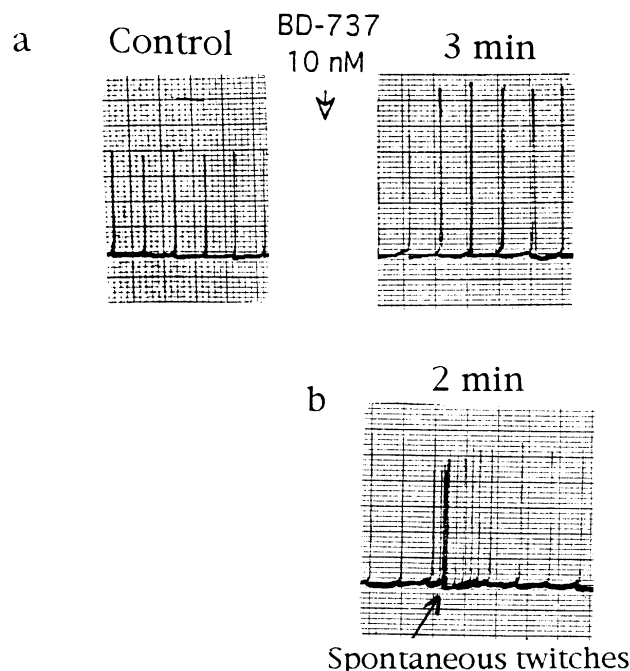 a
Control
BD-737
10 nM
3 min
2 min
b
Spontaneous twitches